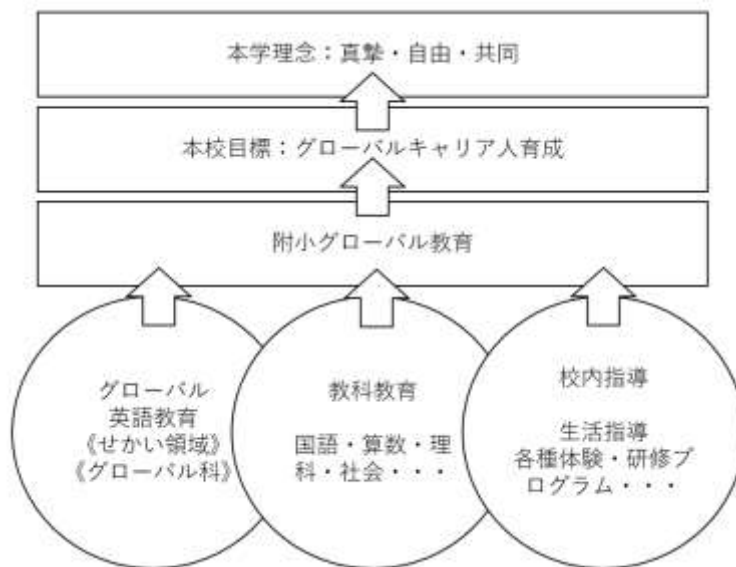 本学理念：真摯・自由・共同
本校目標：グローバルキャリア人育成
附小グローバル教育
グローバル
英語教育
《せかい領域》
《グローバル科》
教科教育
国語・算数・理
科・社会・・・
校内指導
生活指導
各種体験・研修プ
ログラム・・・